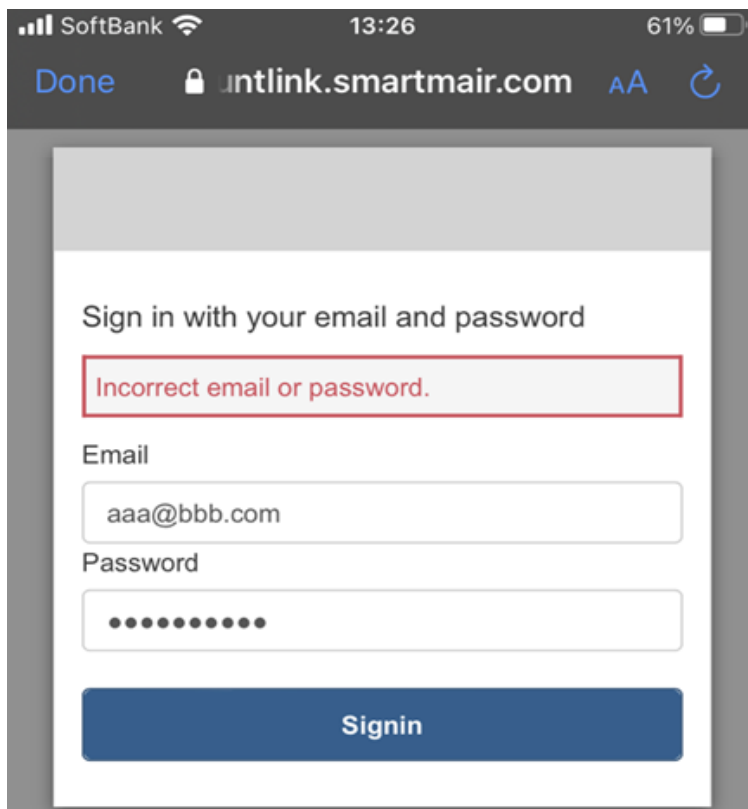 SoftBank 13:26 61%
Done untlink.smartmair.com AA
Sign in with your email and password
Incorrect email or password.
Email
aaa@bbb.com
Password
••••••••••
Signin